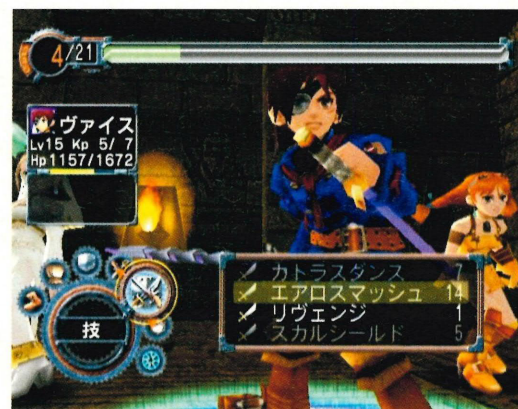 4/21
ヴァイス
Lv15 Kp 5/ 7
Hp1157/1672
カトラスダンス 7
エアロスマッシュ 14
リヴェンジ 1
スカルシールド 5
技